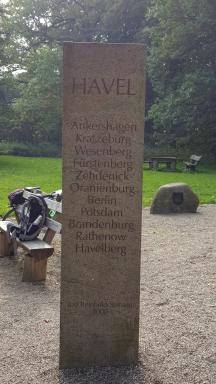 HAVEL
Ankershagen
Kratzeburg
Wesenberg
Fürstenberg
Zehdenick
Oranienburg
Berlin
Potsdam
Brandenburg
Rathenow
Havelberg